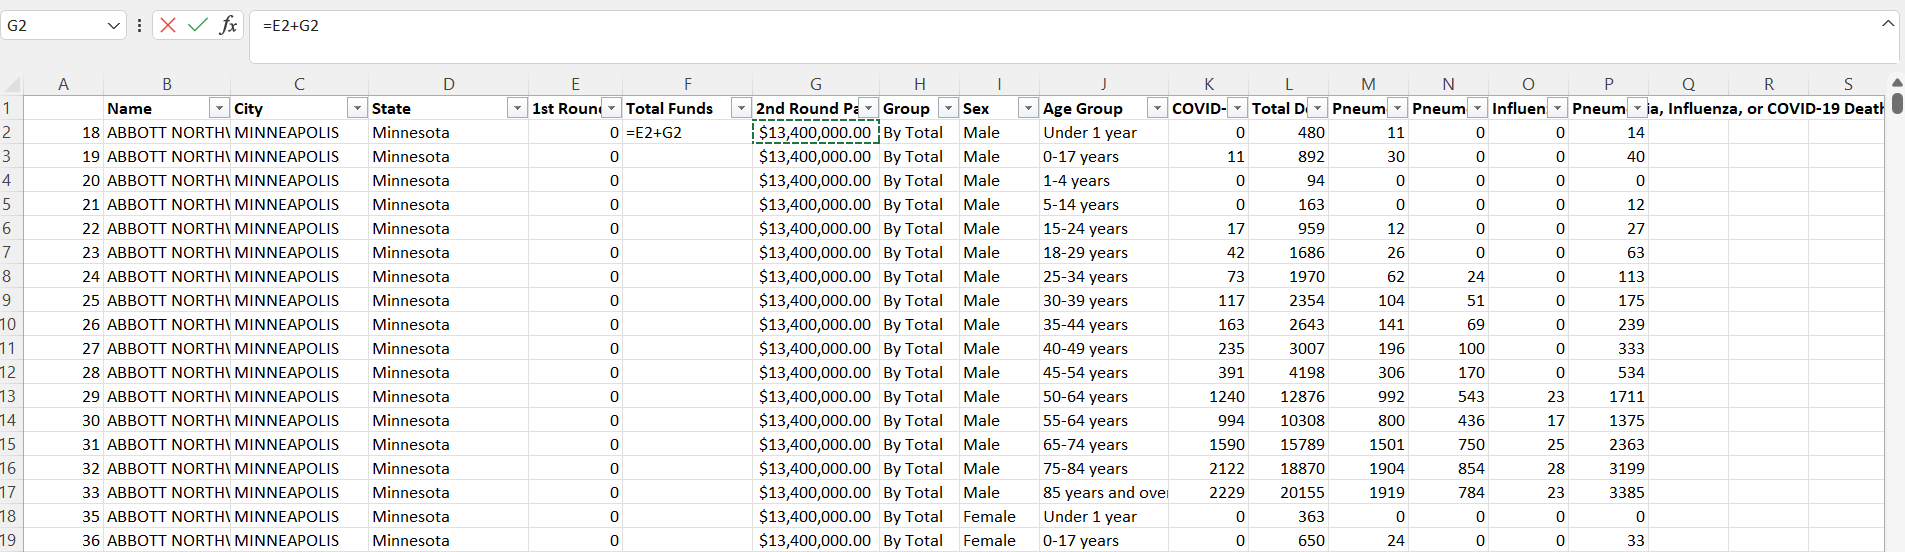 G2 fx =E2+G2
A B C D E F G H I J K L M N O P Q R S
1 Name City State 1st Roun Total Funds 2nd Round Pa Group Sex Age Group COVID- Total D Pneum Pneum Influen Pneum ia, Influenza, or COVID-19 Death
2 18 ABBOTT NORTHW MINNEAPOLIS Minnesota 0 =E2+G2 $13,400,000.00 By Total Male Under 1 year 0 480 11 0 0 14
3 19 ABBOTT NORTHW MINNEAPOLIS Minnesota 0 $13,400,000.00 By Total Male 0-17 years 11 892 30 0 0 40
4 20 ABBOTT NORTHW MINNEAPOLIS Minnesota 0 $13,400,000.00 By Total Male 1-4 years 0 94 0 0 0 0
5 21 ABBOTT NORTHW MINNEAPOLIS Minnesota 0 $13,400,000.00 By Total Male 5-14 years 0 163 0 0 0 12
6 22 ABBOTT NORTHW MINNEAPOLIS Minnesota 0 $13,400,000.00 By Total Male 15-24 years 17 959 12 0 0 27
7 23 ABBOTT NORTHW MINNEAPOLIS Minnesota 0 $13,400,000.00 By Total Male 18-29 years 42 1686 26 0 0 63
8 24 ABBOTT NORTHW MINNEAPOLIS Minnesota 0 $13,400,000.00 By Total Male 25-34 years 73 1970 62 24 0 113
9 25 ABBOTT NORTHW MINNEAPOLIS Minnesota 0 $13,400,000.00 By Total Male 30-39 years 117 2354 104 51 0 175
10 26 ABBOTT NORTHW MINNEAPOLIS Minnesota 0 $13,400,000.00 By Total Male 35-44 years 163 2643 141 69 0 239
11 27 ABBOTT NORTHW MINNEAPOLIS Minnesota 0 $13,400,000.00 By Total Male 40-49 years 235 3007 196 100 0 333
12 28 ABBOTT NORTHW MINNEAPOLIS Minnesota 0 $13,400,000.00 By Total Male 45-54 years 391 4198 306 170 0 534
13 29 ABBOTT NORTHW MINNEAPOLIS Minnesota 0 $13,400,000.00 By Total Male 50-64 years 1240 12876 992 543 23 1711
14 30 ABBOTT NORTHW MINNEAPOLIS Minnesota 0 $13,400,000.00 By Total Male 55-64 years 994 10308 800 436 17 1375
15 31 ABBOTT NORTHW MINNEAPOLIS Minnesota 0 $13,400,000.00 By Total Male 65-74 years 1590 15789 1501 750 25 2363
16 32 ABBOTT NORTHW MINNEAPOLIS Minnesota 0 $13,400,000.00 By Total Male 75-84 years 2122 18870 1904 854 28 3199
17 33 ABBOTT NORTHW MINNEAPOLIS Minnesota 0 $13,400,000.00 By Total Male 85 years and over 2229 20155 1919 784 23 3385
18 35 ABBOTT NORTHW MINNEAPOLIS Minnesota 0 $13,400,000.00 By Total Female Under 1 year 0 363 0 0 0 0
19 36 ABBOTT NORTHW MINNEAPOLIS Minnesota 0 $13,400,000.00 By Total Female 0-17 years 0 650 24 0 0 33